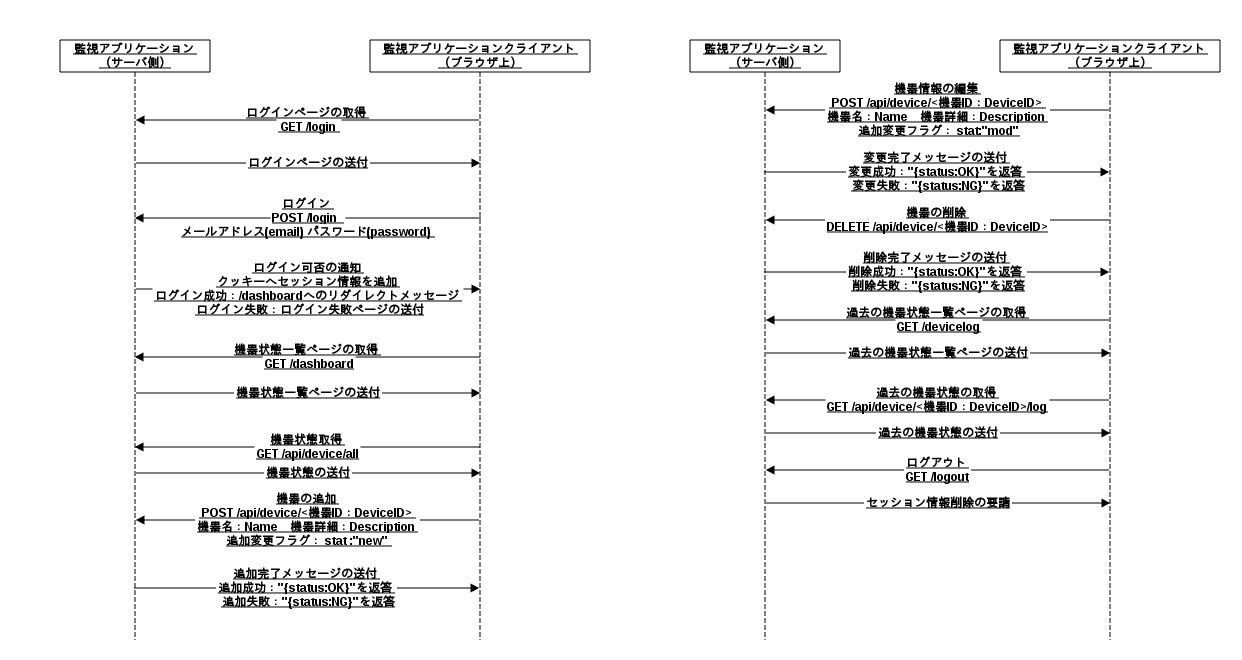 監視アプリケーション
（サーバ側）
監視アプリケーションクライアント
（ブラウザ上）
ログインページの取得
GET /login
ログインページの送付
ログイン
POST /login
メールアドレス(email) パスワード(password)
ログイン可否の通知
クッキーへセッション情報を追加
ログイン成功：/dashboardへのリダイレクトメッセージ
ログイン失敗：ログイン失敗ページの送付
機器状態一覧ページの取得
GET /dashboard
機器状態一覧ページの送付
機器状態取得
GET /api/device/all
機器状態の送付
機器の追加
POST /api/device/<機器ID：DeviceID>
機器名：Name　機器詳細：Description
追加変更フラグ： stat:"new"
追加完了メッセージの送付
追加成功："{status:OK}"を返答
追加失敗："{status:NG}"を返答
監視アプリケーション
（サーバ側）
監視アプリケーションクライアント
（ブラウザ上）
機器情報の編集
POST /api/device/<機器ID：DeviceID>
機器名：Name　機器詳細：Description
追加変更フラグ： stat:"mod"
変更完了メッセージの送付
変更成功："{status:OK}"を返答
変更失敗："{status:NG}"を返答
機器の削除
DELETE /api/device/<機器ID：DeviceID>
削除完了メッセージの送付
削除成功："{status:OK}"を返答
削除失敗："{status:NG}"を返答
過去の機器状態一覧ページの取得
GET /devicelog
過去の機器状態一覧ページの送付
過去の機器状態の取得
GET /api/device/<機器ID：DeviceID>/log
過去の機器状態の送付
ログアウト
GET /logout
セッション情報削除の要請